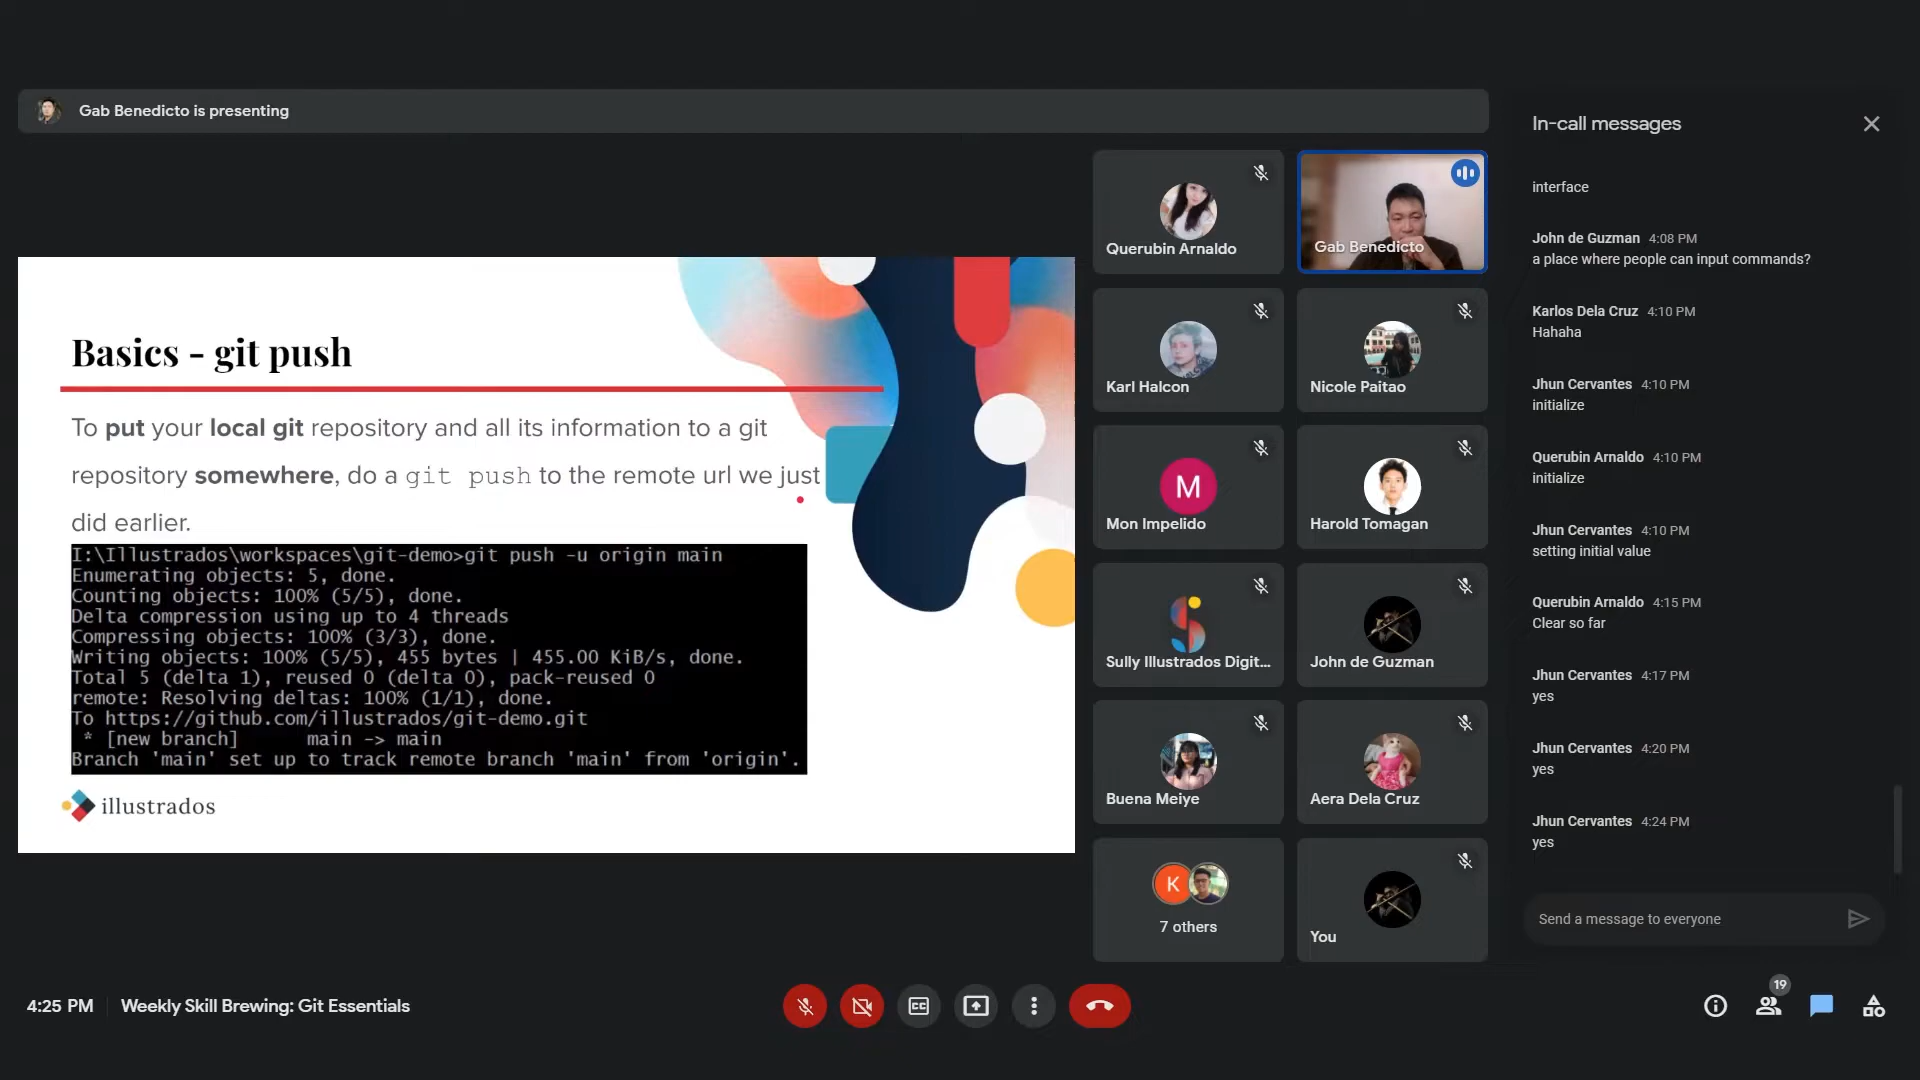 Gab Benedicto is presenting
Basics - git push
To put your local git repository and all its information to a git
repository somewhere, do a git push to the remote url we just
did earlier.
I:\Illustrados\workspaces\git-demo>git push -u origin main
Enumerating objects: 5, done.
Counting objects: 100% (5/5), done.
Delta compression using up to 4 threads
Compressing objects: 100% (3/3), done.
Writing objects: 100% (5/5), 455 bytes | 455.00 KiB/s, done.
Total 5 (delta 1), reused 0 (delta 0), pack-reused 0
remote: Resolving deltas: 100% (1/1), done.
To https://github.com/illustrados/git-demo.git
* [new branch] main -> main
Branch 'main' set up to track remote branch 'main' from 'origin'.
illustrados
Querubin Arnaldo
Gab Benedicto
Karl Halcon
Nicole Paitao
M
Mon Impelido
Harold Tomagan
Sully Illustrados Digit...
John de Guzman
Buena Meiye
Aera Dela Cruz
K
7 others
You
In-call messages
interface
John de Guzman 4:08 PM
a place where people can input commands?
Karlos Dela Cruz 4:10 PM
Hahaha
Jhun Cervantes 4:10 PM
initialize
Querubin Arnaldo 4:10 PM
initialize
Jhun Cervantes 4:10 PM
setting initial value
Querubin Arnaldo 4:15 PM
Clear so far
Jhun Cervantes 4:17 PM
yes
Jhun Cervantes 4:20 PM
yes
Jhun Cervantes 4:24 PM
yes
Send a message to everyone
4:25 PM
Weekly Skill Brewing: Git Essentials
CC
19